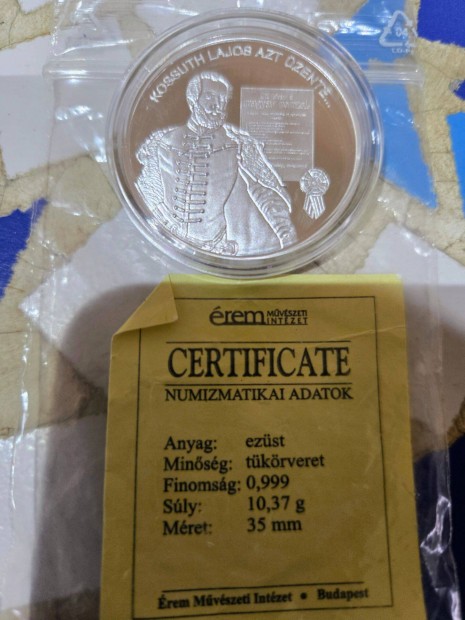 KOSSUTH LAJOS AZT ÜZENTE...
érem MŰVÉSZETI
INTÉZET
CERTIFICATE
NUMIZMATIKAI ADATOK
Anyag: ezüst
Minőség: tükörveret
Finomság: 0,999
Súly: 10,37 g
Méret: 35 mm
Érem Művészeti Intézet • Budapest